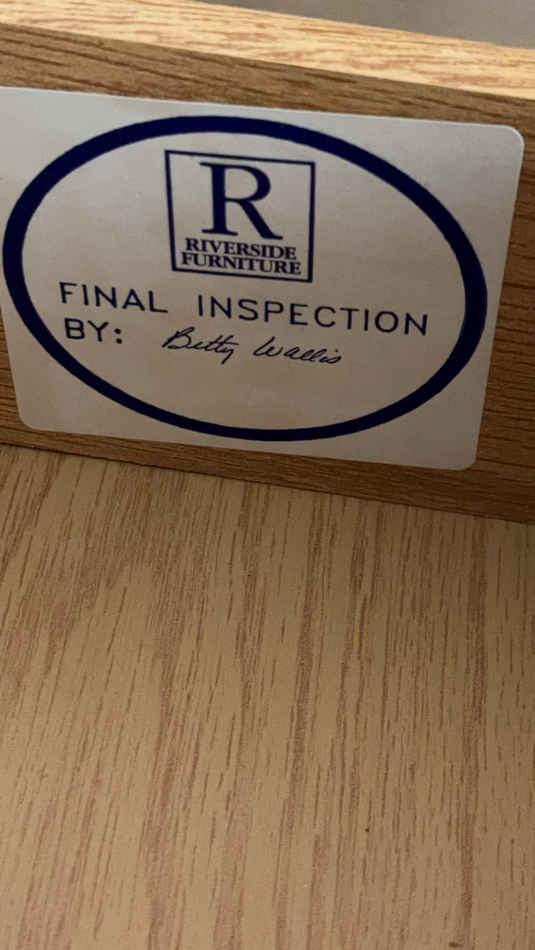 R
RIVERSIDE
FURNITURE
FINAL INSPECTION
BY: Betty Wallis